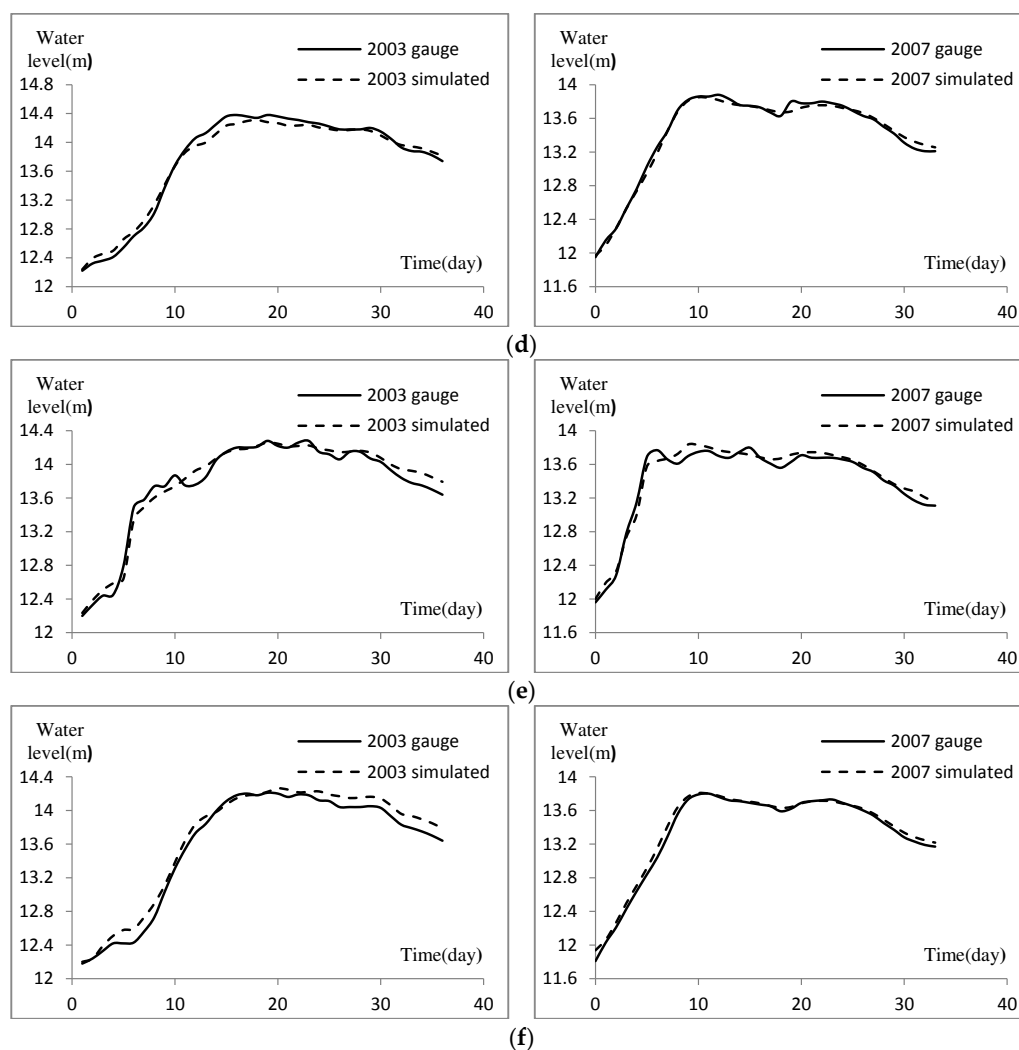 Water
level(m)
2003 gauge
2003 simulated
14.8
14.4
14
13.6
13.2
12.8
12.4
12
Time(day)
0 10 20 30 40
Water
level(m)
2007 gauge
2007 simulated
14
13.6
13.2
12.8
12.4
12
11.6
Time(day)
0 10 20 30 40
(d)
Water
level(m)
2003 gauge
2003 simulated
14.4
14
13.6
13.2
12.8
12.4
12
Time(day)
0 10 20 30 40
Water
level(m)
2007 gauge
2007 simulated
14
13.6
13.2
12.8
12.4
12
11.6
Time(day)
0 10 20 30 40
(e)
Water
level(m)
2003 gauge
2003 simulated
14.4
14
13.6
13.2
12.8
12.4
12
Time(day)
0 10 20 30 40
Water
level(m)
2007 gauge
2007 simulated
14
13.6
13.2
12.8
12.4
12
11.6
Time(day)
0 10 20 30 40
(f)